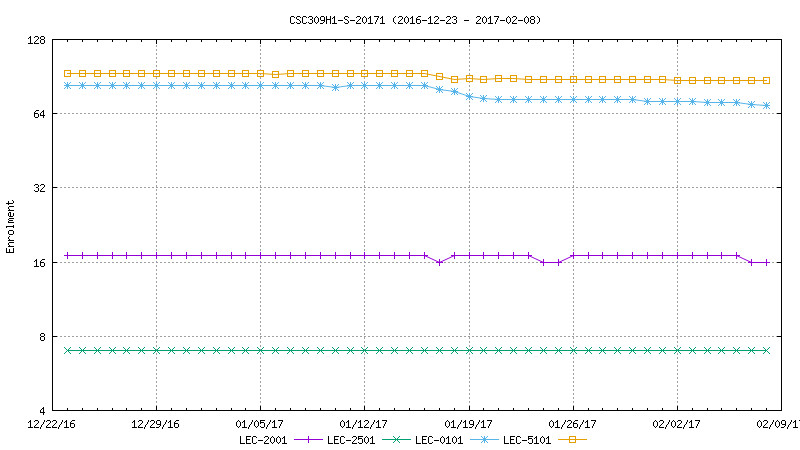 CSC309H1-S-20171 (2016-12-23 - 2017-02-08)
128
64
32
16
8
4
Enrolment
12/22/16 12/29/16 01/05/17 01/12/17 01/19/17 01/26/17 02/02/17 02/09/17
LEC-2001 LEC-2501 LEC-0101 LEC-5101